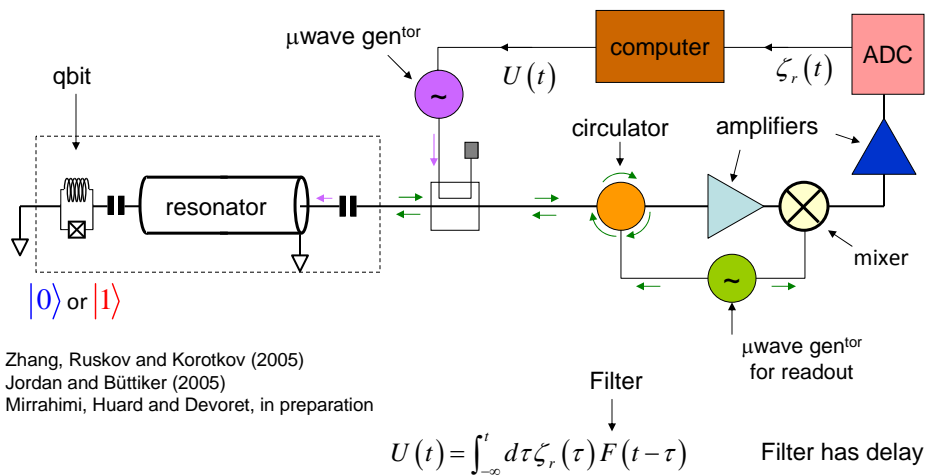 μwave gen^tor
computer
ADC
U(t)
ζ_r(t)
qbit
~
circulator
amplifiers
resonator
mixer
~
|0⟩ or |1⟩
μwave gen^tor
for readout
Zhang, Ruskov and Korotkov (2005)
Jordan and Büttiker (2005)
Mirrahimi, Huard and Devoret, in preparation
Filter
U(t) = ∫_{-∞}^{t} dτ ζ_r(τ) F(t-τ)
Filter has delay